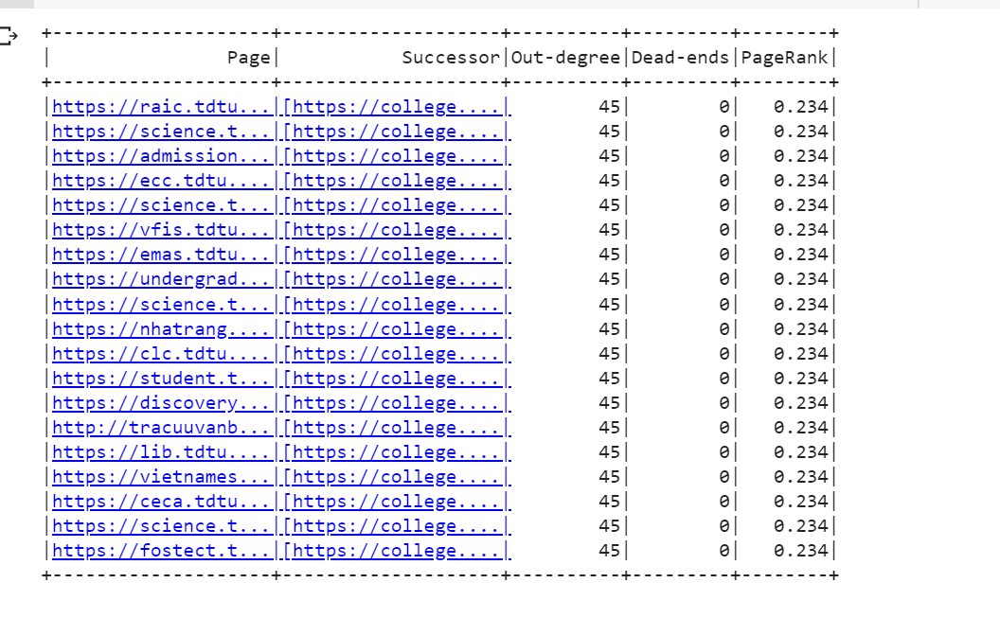 +--------------------+--------------------+----------+---------+--------+
|                Page|           Successor|Out-degree|Dead-ends|PageRank|
+--------------------+--------------------+----------+---------+--------+
|https://raic.tdtu...|[https://college....|        45|        0|   0.234|
|https://science.t...|[https://college....|        45|        0|   0.234|
|https://admission...|[https://college....|        45|        0|   0.234|
|https://ecc.tdtu....|[https://college....|        45|        0|   0.234|
|https://science.t...|[https://college....|        45|        0|   0.234|
|https://vfis.tdtu...|[https://college....|        45|        0|   0.234|
|https://emas.tdtu...|[https://college....|        45|        0|   0.234|
|https://undergrad...|[https://college....|        45|        0|   0.234|
|https://science.t...|[https://college....|        45|        0|   0.234|
|https://nhatrang....|[https://college....|        45|        0|   0.234|
|https://clc.tdtu....|[https://college....|        45|        0|   0.234|
|https://student.t...|[https://college....|        45|        0|   0.234|
|https://discovery...|[https://college....|        45|        0|   0.234|
|http://tracuuvanb...|[https://college....|        45|        0|   0.234|
|https://lib.tdtu....|[https://college....|        45|        0|   0.234|
|https://vietnames...|[https://college....|        45|        0|   0.234|
|https://ceca.tdtu...|[https://college....|        45|        0|   0.234|
|https://science.t...|[https://college....|        45|        0|   0.234|
|https://fostect.t...|[https://college....|        45|        0|   0.234|
+--------------------+--------------------+----------+---------+--------+